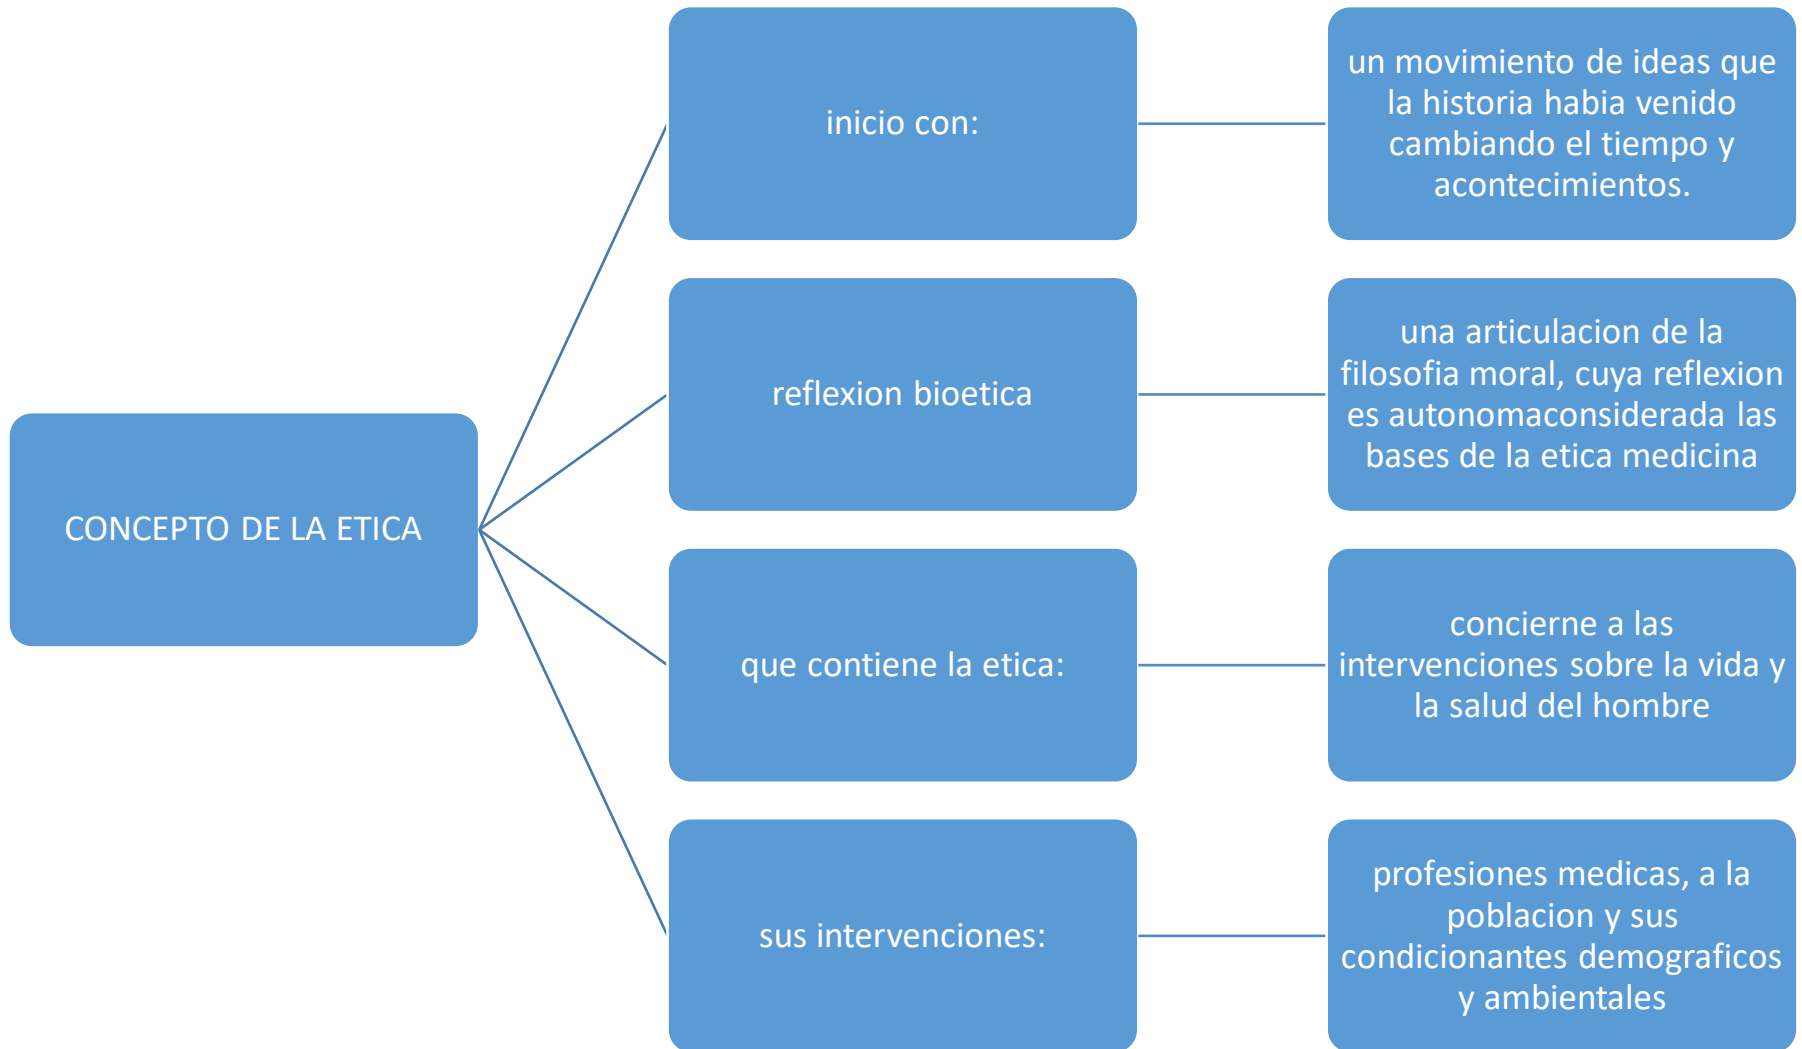 CONCEPTO DE LA ETICA
inicio con:
un movimiento de ideas que
la historia habia venido
cambiando el tiempo y
acontecimientos.
reflexion bioetica
una articulacion de la
filosofia moral, cuya reflexion
es autonomaconsiderada las
bases de la etica medicina
que contiene la etica:
concierne a las
intervenciones sobre la vida y
la salud del hombre
sus intervenciones:
profesiones medicas, a la
poblacion y sus
condicionantes demograficos
y ambientales